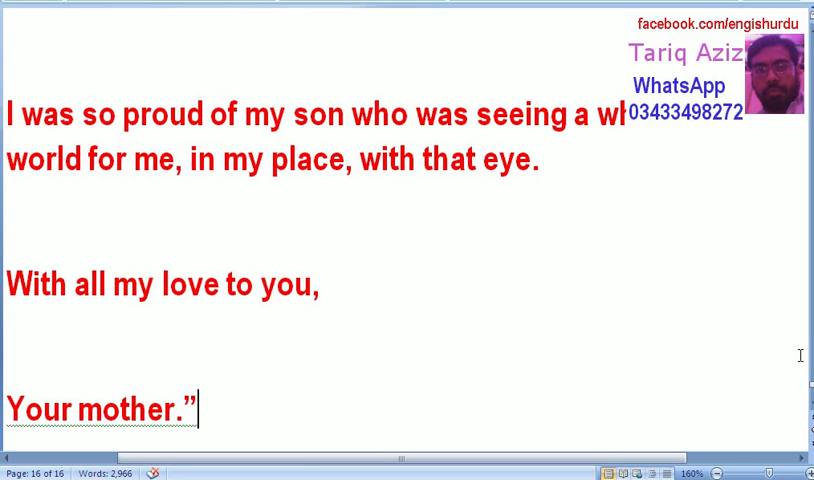 facebook.com/engishurdu
Tariq Aziz
WhatsApp
03433498272
I was so proud of my son who was seeing a
world for me, in my place, with that eye.
With all my love to you,
Your mother.”
Page: 16 of 16 Words: 2,966 160%